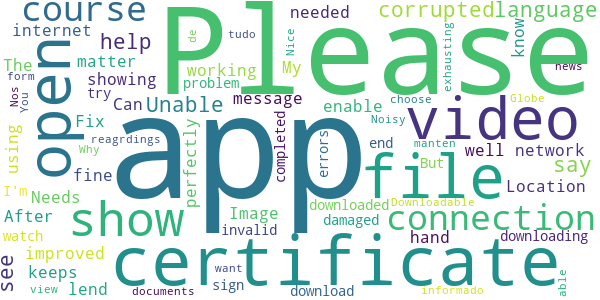 course Please corrupted language
internet needed know
help
open matter exhausting
The de tudo Nice
form showing working My
Nos try Can Unable message problem enable choose news
You Fix app video
using reagrdings Why perfectly completed errors Noisy Globe
fine end well network say
I'm Needs file But manten Location
After show Image downloaded Downloadable connection
see improved invalid damaged hand downloading
watch keeps certificate
lend want sign download able
view documents informado